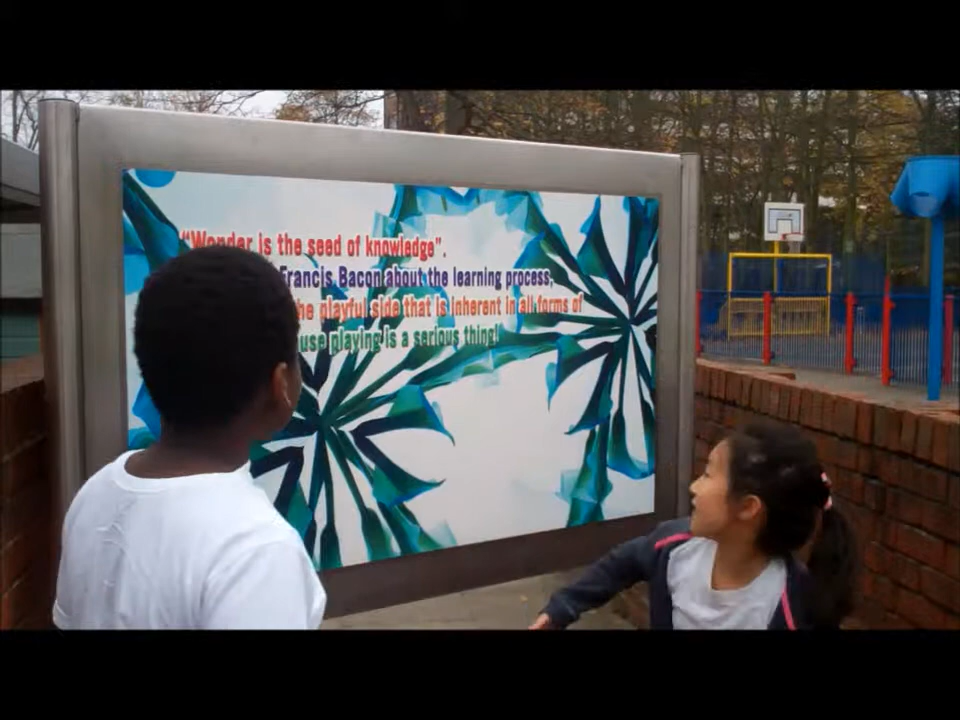 "Wonder is the seed of knowledge".
Francis Bacon about the learning process,
the playful side that is inherent in all forms of
playing is a serious thing!